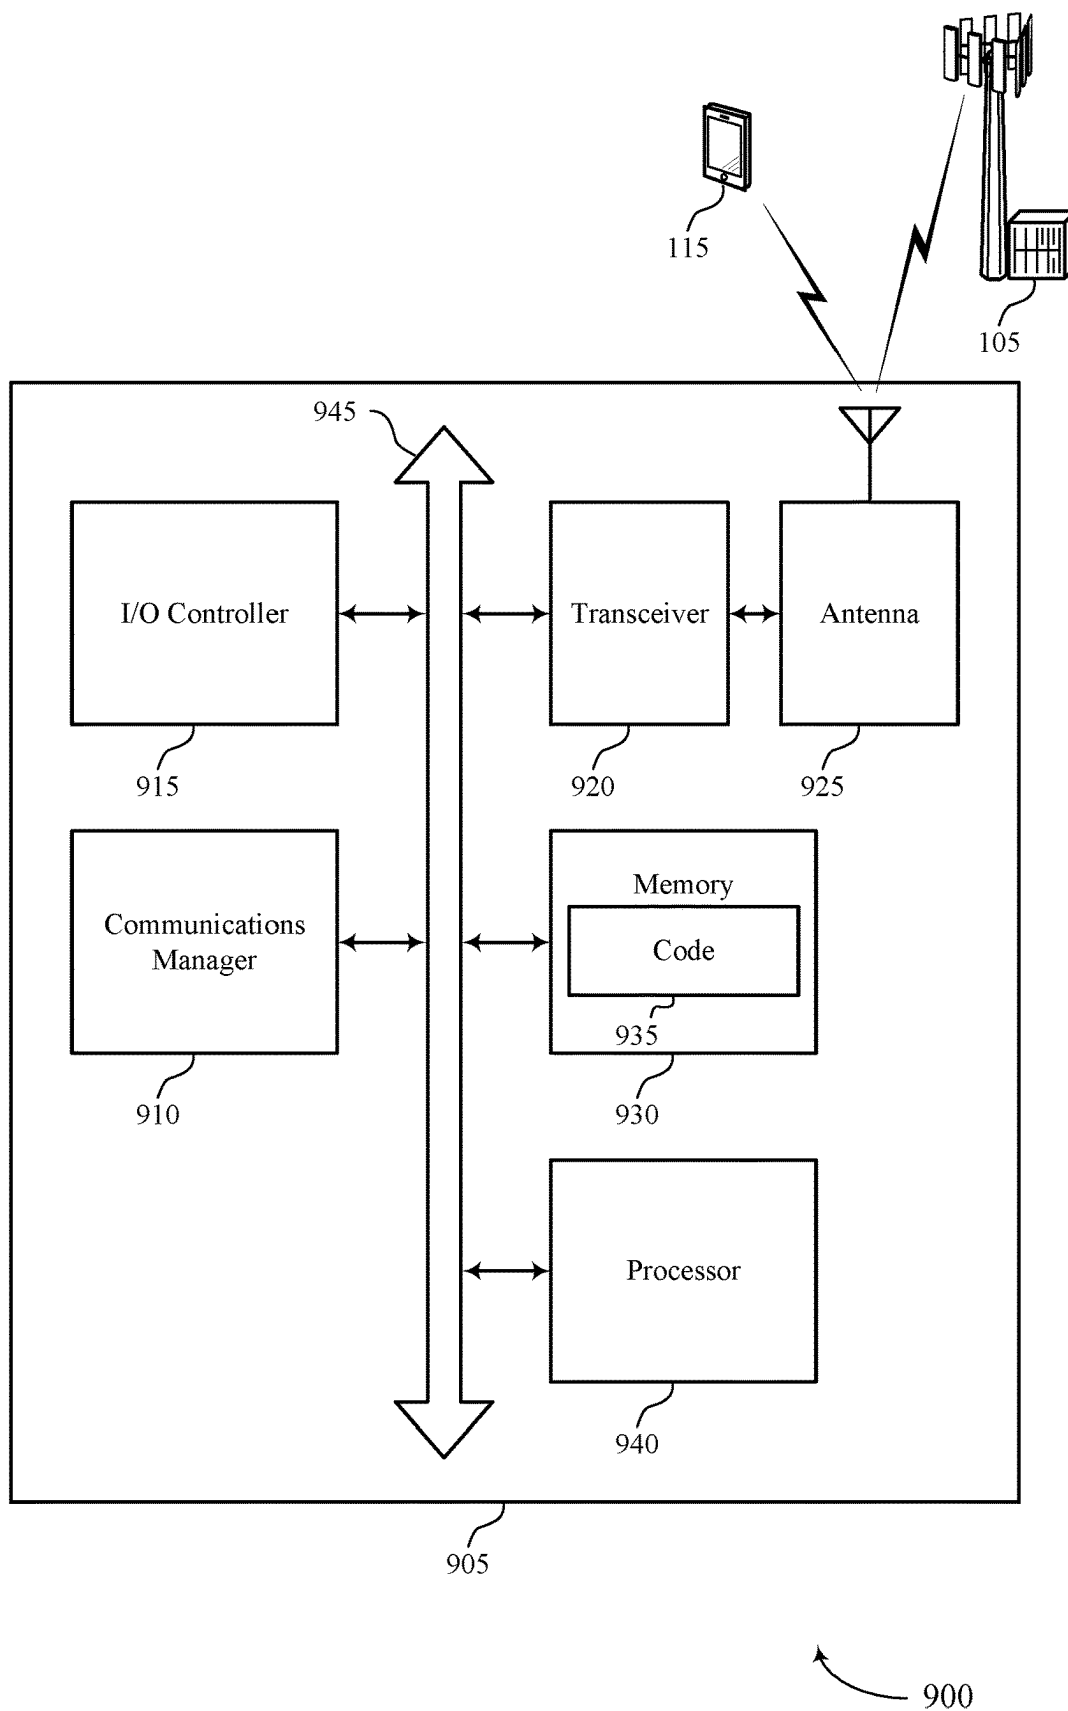 115
105
945
I/O Controller
Transceiver
Antenna
915
920
925
Communications
Manager
Memory
Code
935
910
930
Processor
940
905
900